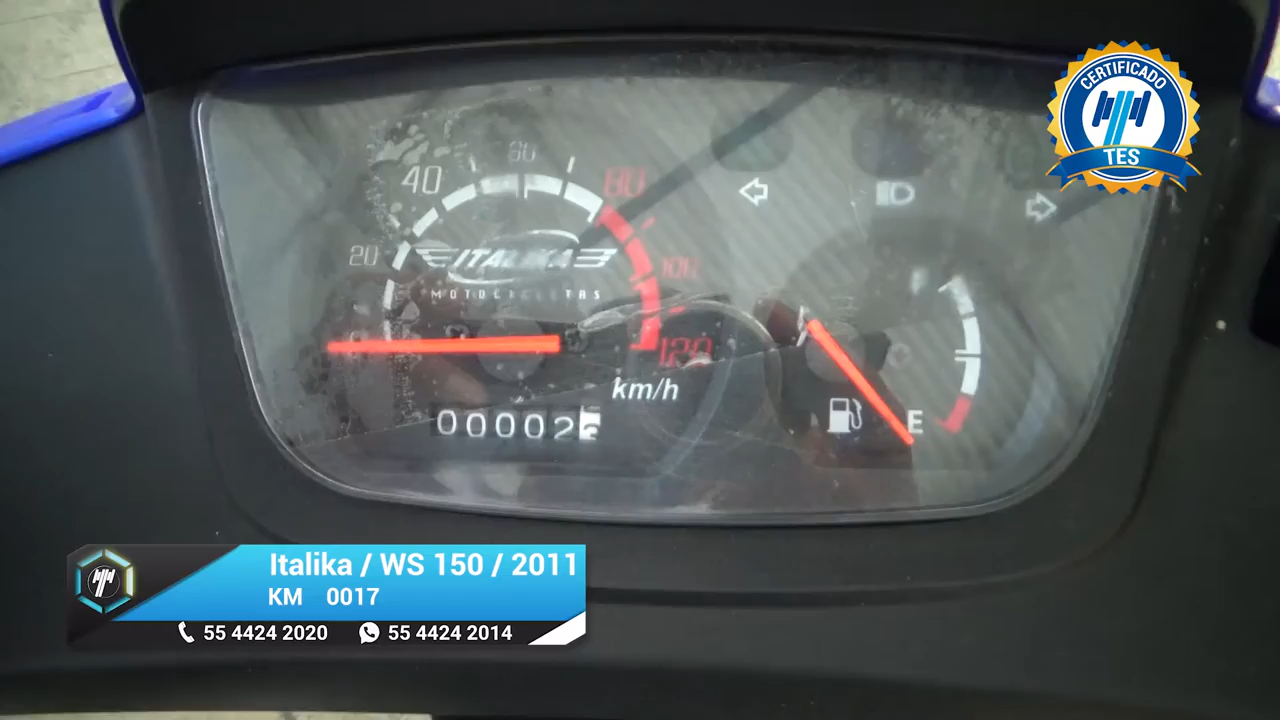 CERTIFICADO
TES
20
40
60
80
100
120
ITALIKA
MOTOCICLETAS
km/h
00002
E
Italika / WS 150 / 2011
KM 0017
55 4424 2020 55 4424 2014